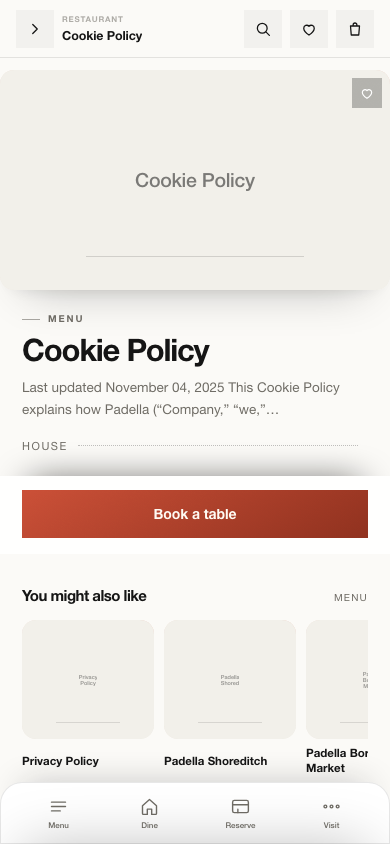 RESTAURANT
Cookie Policy
Cookie Policy
MENU
Cookie Policy
Last updated November 04, 2025 This Cookie Policy
explains how Padella (“Company,” “we,”…
HOUSE
Book a table
You might also like
MENU
Privacy
Policy
Padella
Shored
Privacy Policy
Padella Shoreditch
Padella Bor
Market
Menu
Dine
Reserve
Visit